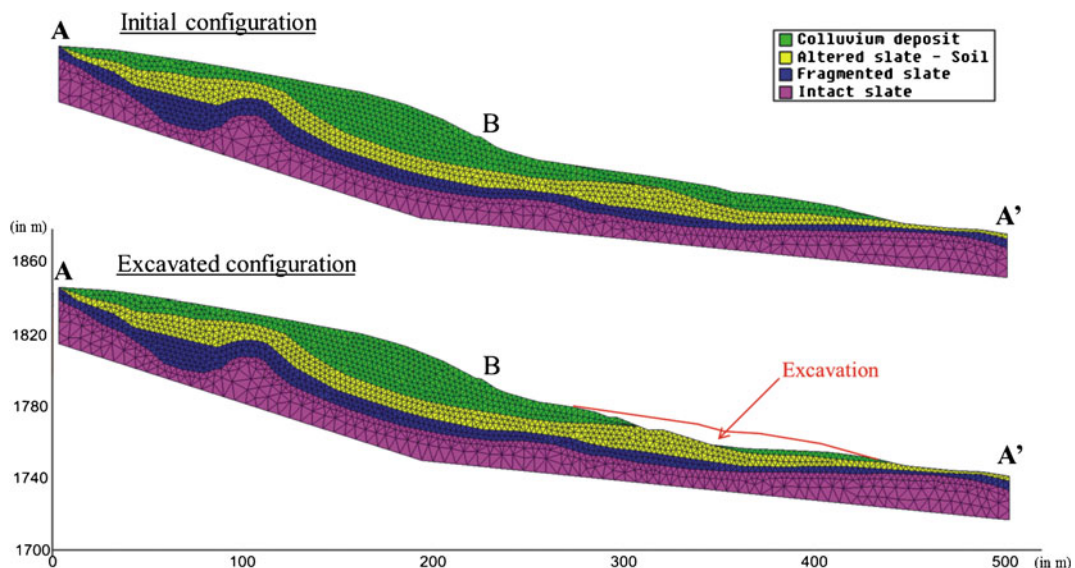 Initial configuration
A
Colluvium deposit
Altered slate - Soil
Fragmented slate
Intact slate
B
A’
(in m)
1860
Excavated configuration
A
1820
B
Excavation
1780
1740
A’
1700
0
100
200
300
400
500
(in m)